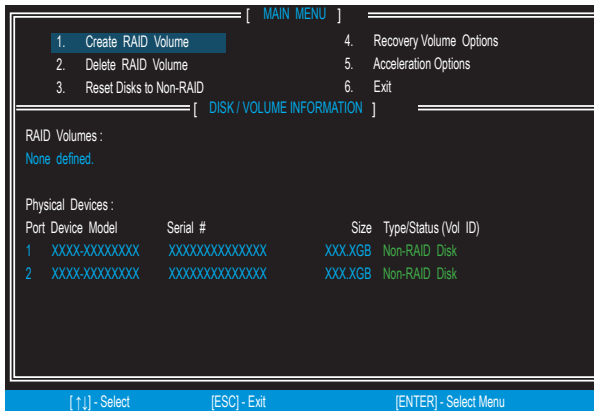 [ MAIN MENU ]
1. Create RAID Volume 4. Recovery Volume Options
2. Delete RAID Volume 5. Acceleration Options
3. Reset Disks to Non-RAID 6. Exit
[ DISK / VOLUME INFORMATION ]
RAID Volumes :
None defined.
Physical Devices :
Port Device Model Serial # Size Type/Status (Vol ID)
1 XXXX-XXXXXXXX XXXXXXXXXXXXXX XXX.XGB Non-RAID Disk
2 XXXX-XXXXXXXX XXXXXXXXXXXXXX XXX.XGB Non-RAID Disk
[ ↑↓] - Select [ESC] - Exit [ENTER] - Select Menu